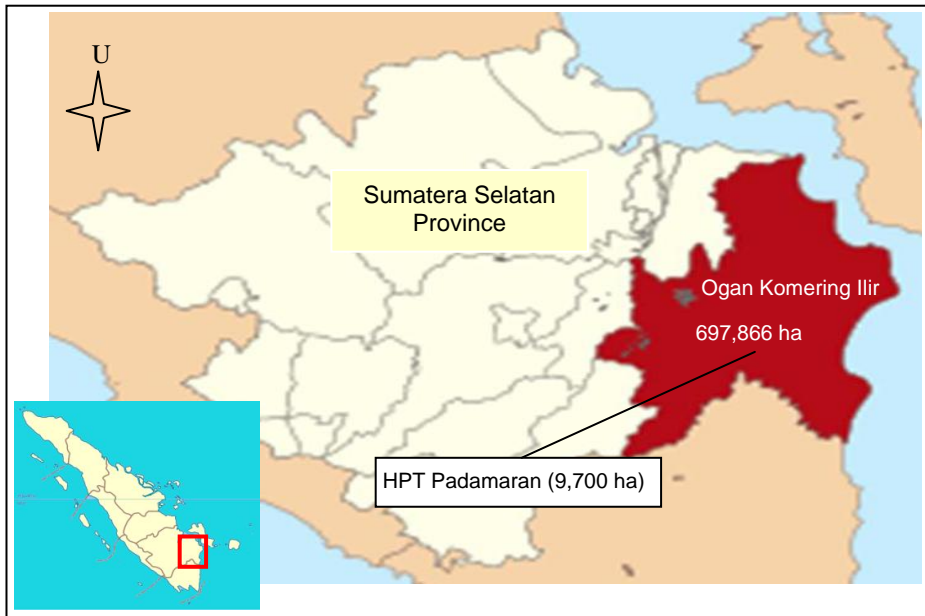 U
Sumatera Selatan
Province
Ogan Komering Ilir
697,866 ha
HPT Padamaran (9,700 ha)